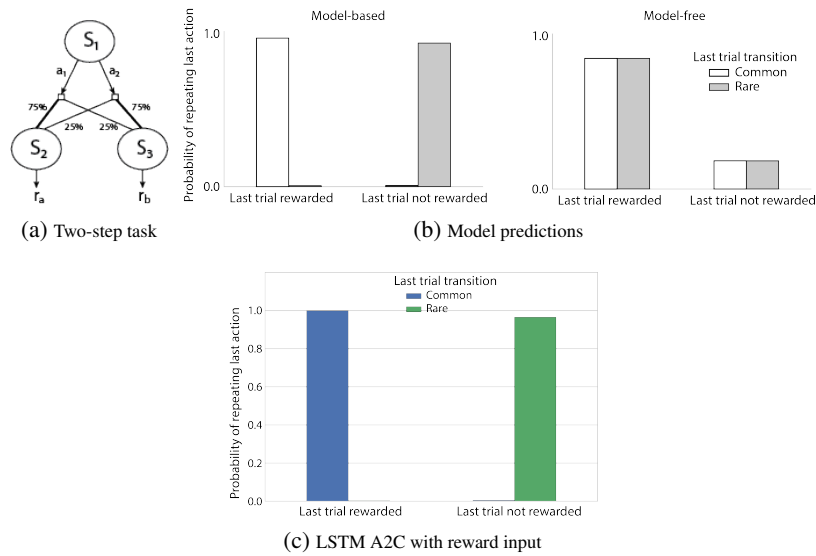 S1
a1 a2
75% 75%
25% 25%
S2 S3
ra rb
(a) Two-step task
Model-based
Probability of repeating last action
1.0
0.0
Last trial rewarded Last trial not rewarded
Model-free
1.0
0.0
Last trial transition
Common
Rare
Last trial rewarded Last trial not rewarded
(b) Model predictions
Last trial transition
Common
Rare
Probability of repeating last action
1.0
0.8
0.6
0.4
0.2
0.0
Last trial rewarded Last trial not rewarded
(c) LSTM A2C with reward input